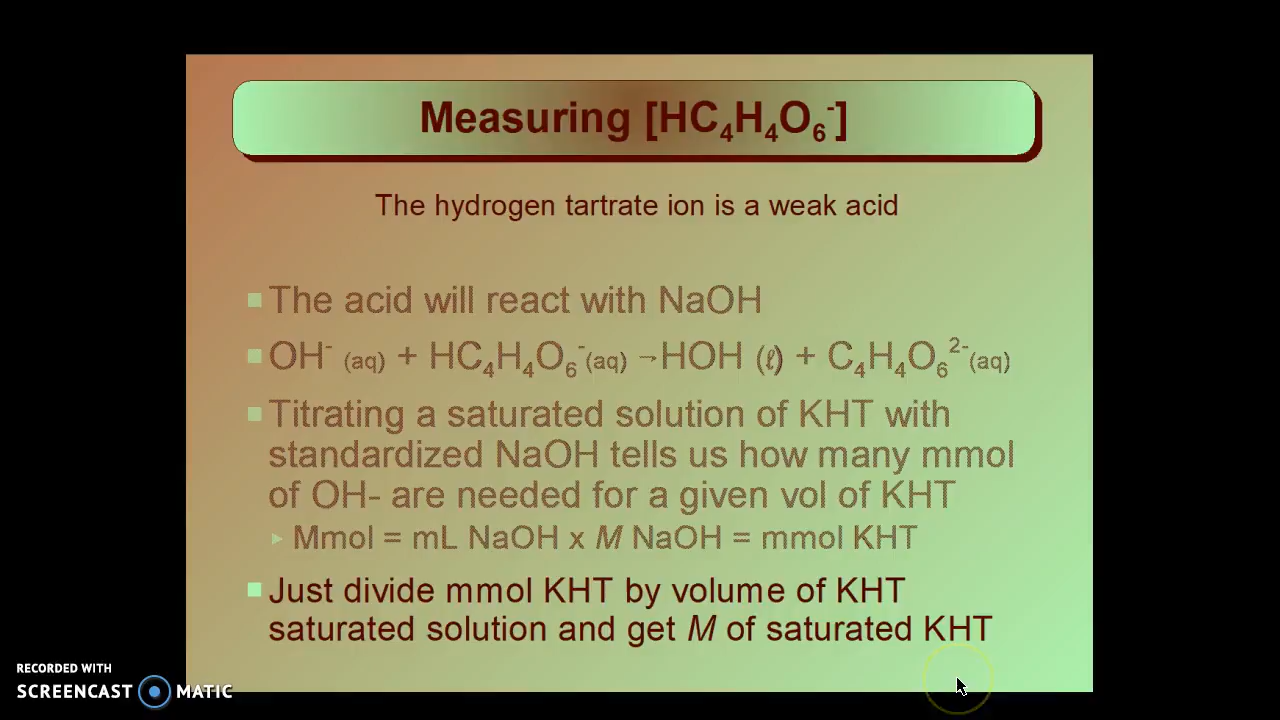 Measuring [HC₄H₄O₆⁻]
The hydrogen tartrate ion is a weak acid
The acid will react with NaOH
OH⁻ (aq) + HC₄H₄O₆⁻(aq) →HOH (ℓ) + C₄H₄O₆²⁻(aq)
Titrating a saturated solution of KHT with
standardized NaOH tells us how many mmol
of OH- are needed for a given vol of KHT
Mmol = mL NaOH x M NaOH = mmol KHT
Just divide mmol KHT by volume of KHT
saturated solution and get M of saturated KHT
RECORDED WITH
SCREENCAST MATIC